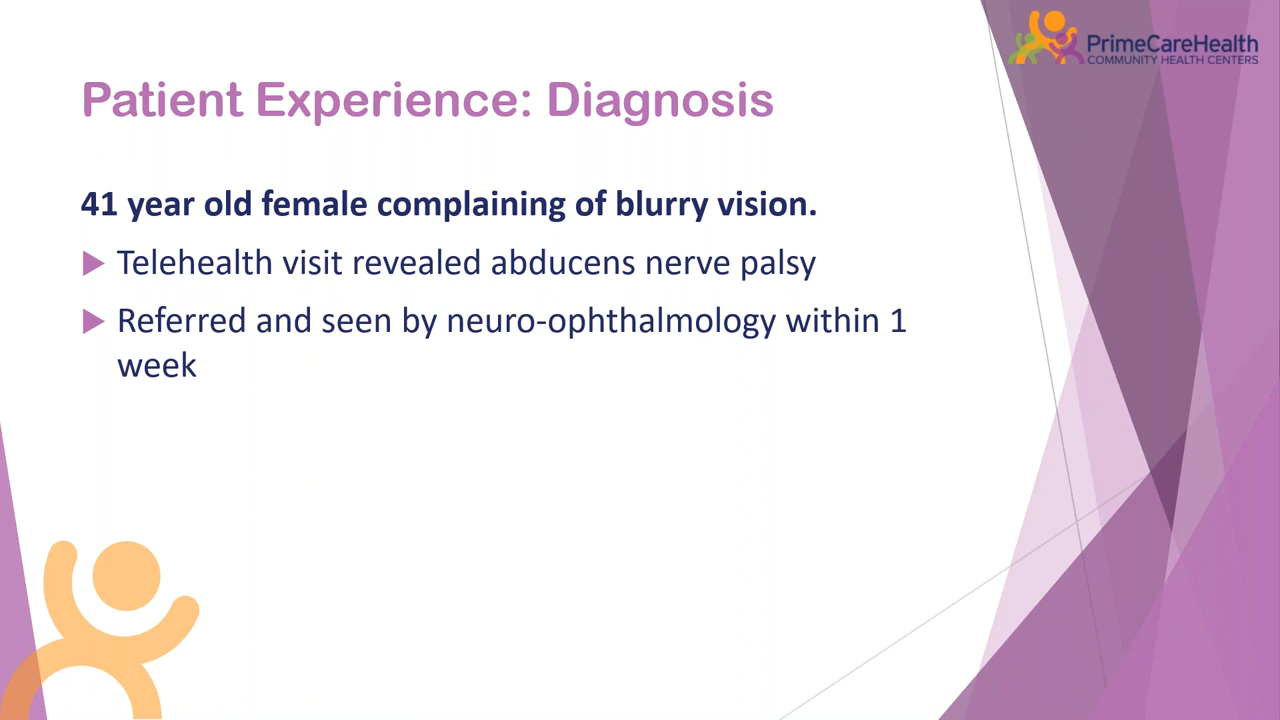 PrimeCareHealth
COMMUNITY HEALTH CENTERS
Patient Experience: Diagnosis
41 year old female complaining of blurry vision.
Telehealth visit revealed abducens nerve palsy
Referred and seen by neuro-ophthalmology within 1
week